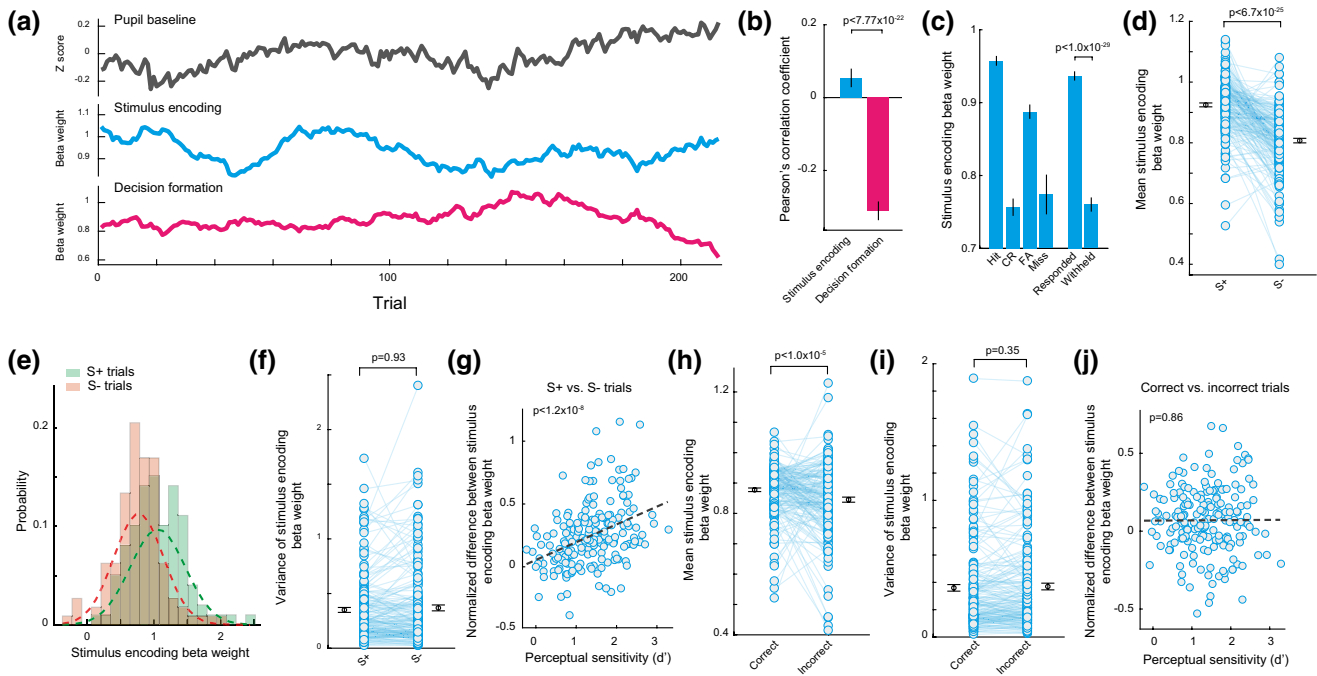 (a)
Pupil baseline
Z score
0.2
0
-0.2
Stimulus encoding
Beta weight
1.1
1.0
0.9
Decision formation
Beta weight
1
0.8
0.6
0
100
200
Trial
(b)
p<7.77x10-22
Pearson's correlation coefficient
0.2
0
-0.2
Stimulus encoding
Decision formation
(c)
p<1.0x10-29
Stimulus encoding beta weight
1
0.9
0.8
0.7
Hit
CR
FA
Miss
Responded
Withheld
(d)
p<6.7x10-25
Mean stimulus encoding
beta weight
1.2
1.0
0.8
0.6
0.4
S+
S-
(e)
S+ trials
S- trials
Probability
0.2
0.1
0
0
1
2
Stimulus encoding beta weight
(f)
p=0.93
Variance of stimulus encoding
beta weight
2
1
0
S+
S-
(g)
S+ vs. S- trials
p<1.2x10-8
Normalized difference between stimulus
encoding beta weight
1
0.5
0
-0.5
0
1
2
3
Perceptual sensitivity (d')
(h)
p<1.0x10-5
Mean stimulus encoding
beta weight
1.2
0.8
0.4
Correct
Incorrect
(i)
p=0.35
Variance of stimulus encoding
beta weight
2
1.5
1
0.5
0
Correct
Incorrect
(j)
Correct vs. incorrect trials
p=0.86
Normalized difference between stimulus
encoding beta weight
0.5
0
-0.5
0
1
2
3
Perceptual sensitivity (d')